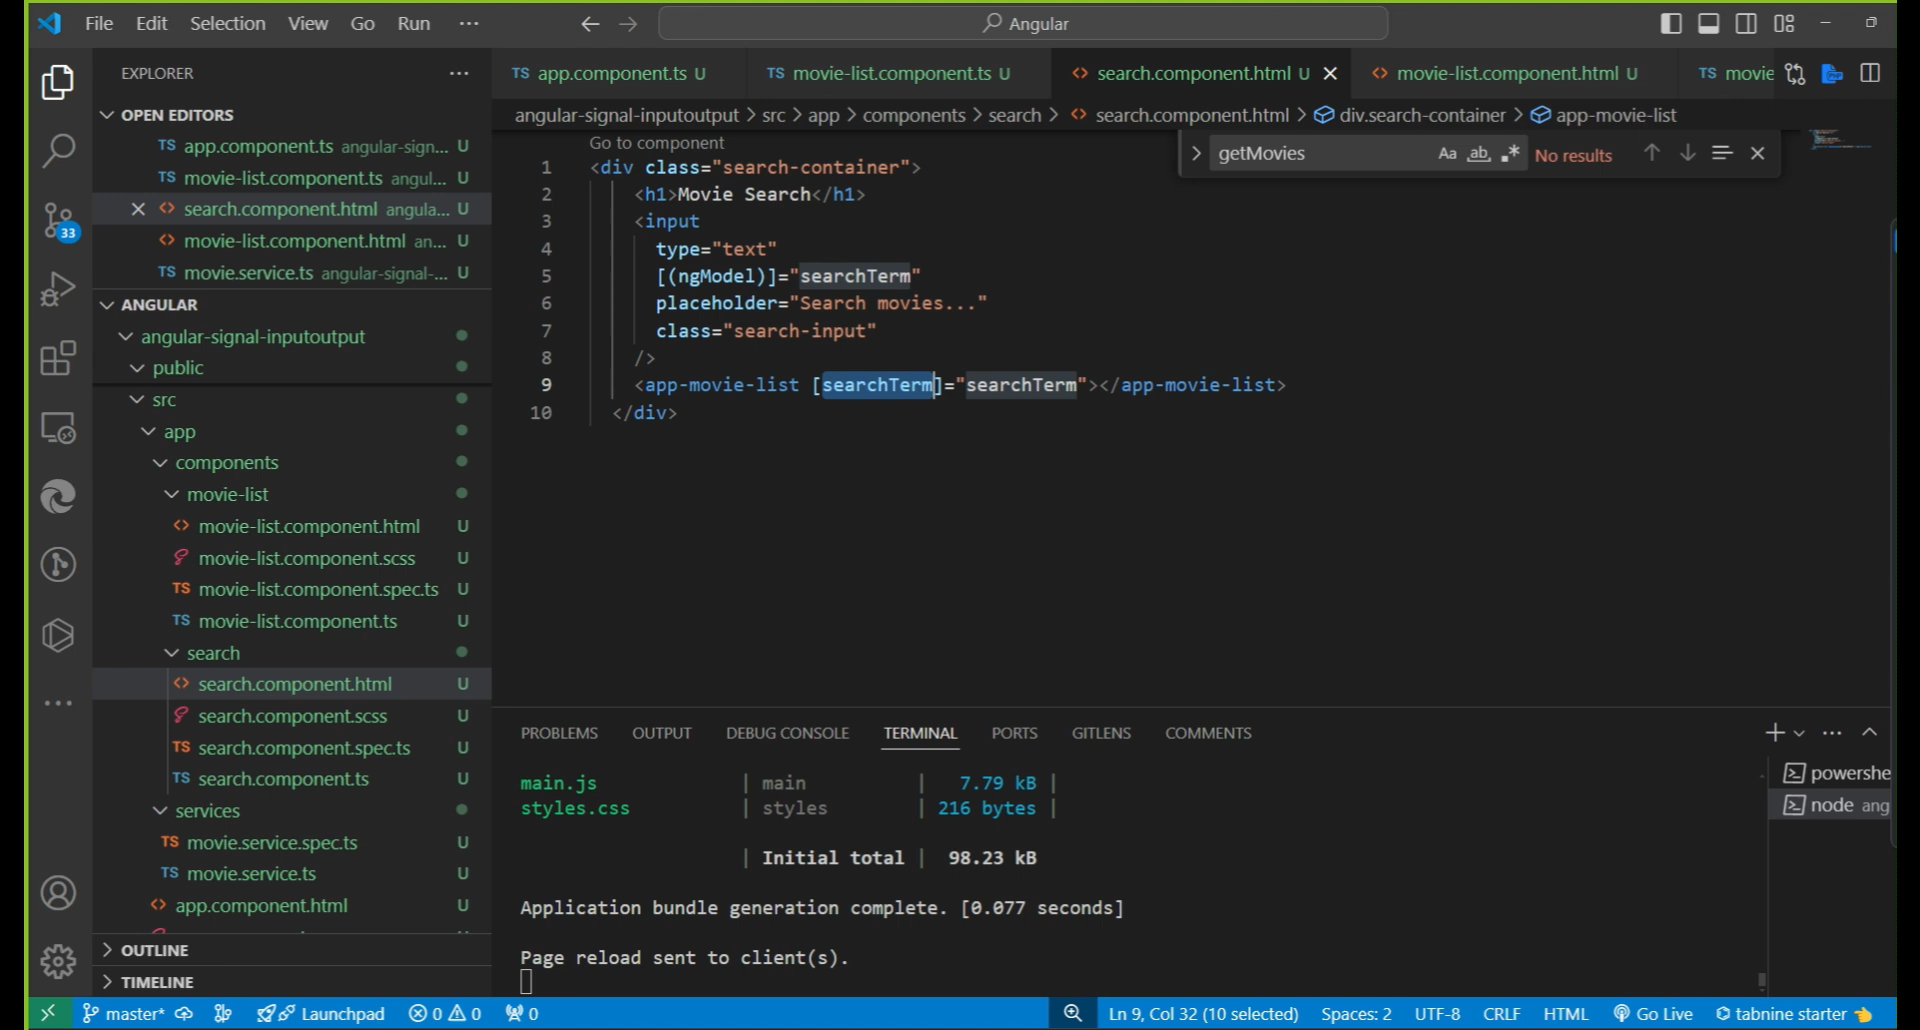 File Edit Selection View Go Run ··· Angular
EXPLORER ···
OPEN EDITORS
TS app.component.ts angular-sign... U
TS movie-list.component.ts angul... U
search.component.html angula... U
movie-list.component.html an... U
TS movie.service.ts angular-signal-... U
ANGULAR
angular-signal-inputoutput
public
src
app
components
movie-list
movie-list.component.html U
movie-list.component.scss U
TS movie-list.component.spec.ts U
TS movie-list.component.ts U
search
search.component.html U
search.component.scss U
TS search.component.spec.ts U
TS search.component.ts U
services
TS movie.service.spec.ts U
TS movie.service.ts U
app.component.html U
OUTLINE
TIMELINE
33
TS app.component.ts U TS movie-list.component.ts U <> search.component.html U <> movie-list.component.html U TS movie
angular-signal-inputoutput > src > app > components > search > <> search.component.html > div.search-container > app-movie-list
getMovies Aa ab .* No results
Go to component
1 <div class="search-container">
2 <h1>Movie Search</h1>
3 <input
4 type="text"
5 [(ngModel)]="searchTerm"
6 placeholder="Search movies..."
7 class="search-input"
8 />
9 <app-movie-list [searchTerm]="searchTerm"></app-movie-list>
10 </div>
PROBLEMS OUTPUT DEBUG CONSOLE TERMINAL PORTS GITLENS COMMENTS
main.js | main | 7.79 kB |
styles.css | styles | 216 bytes |
| Initial total | 98.23 kB
Application bundle generation complete. [0.077 seconds]
Page reload sent to client(s).
powershe
node ang
master* Launchpad 0 0 0 Ln 9, Col 32 (10 selected) Spaces: 2 UTF-8 CRLF HTML Go Live tabnine starter